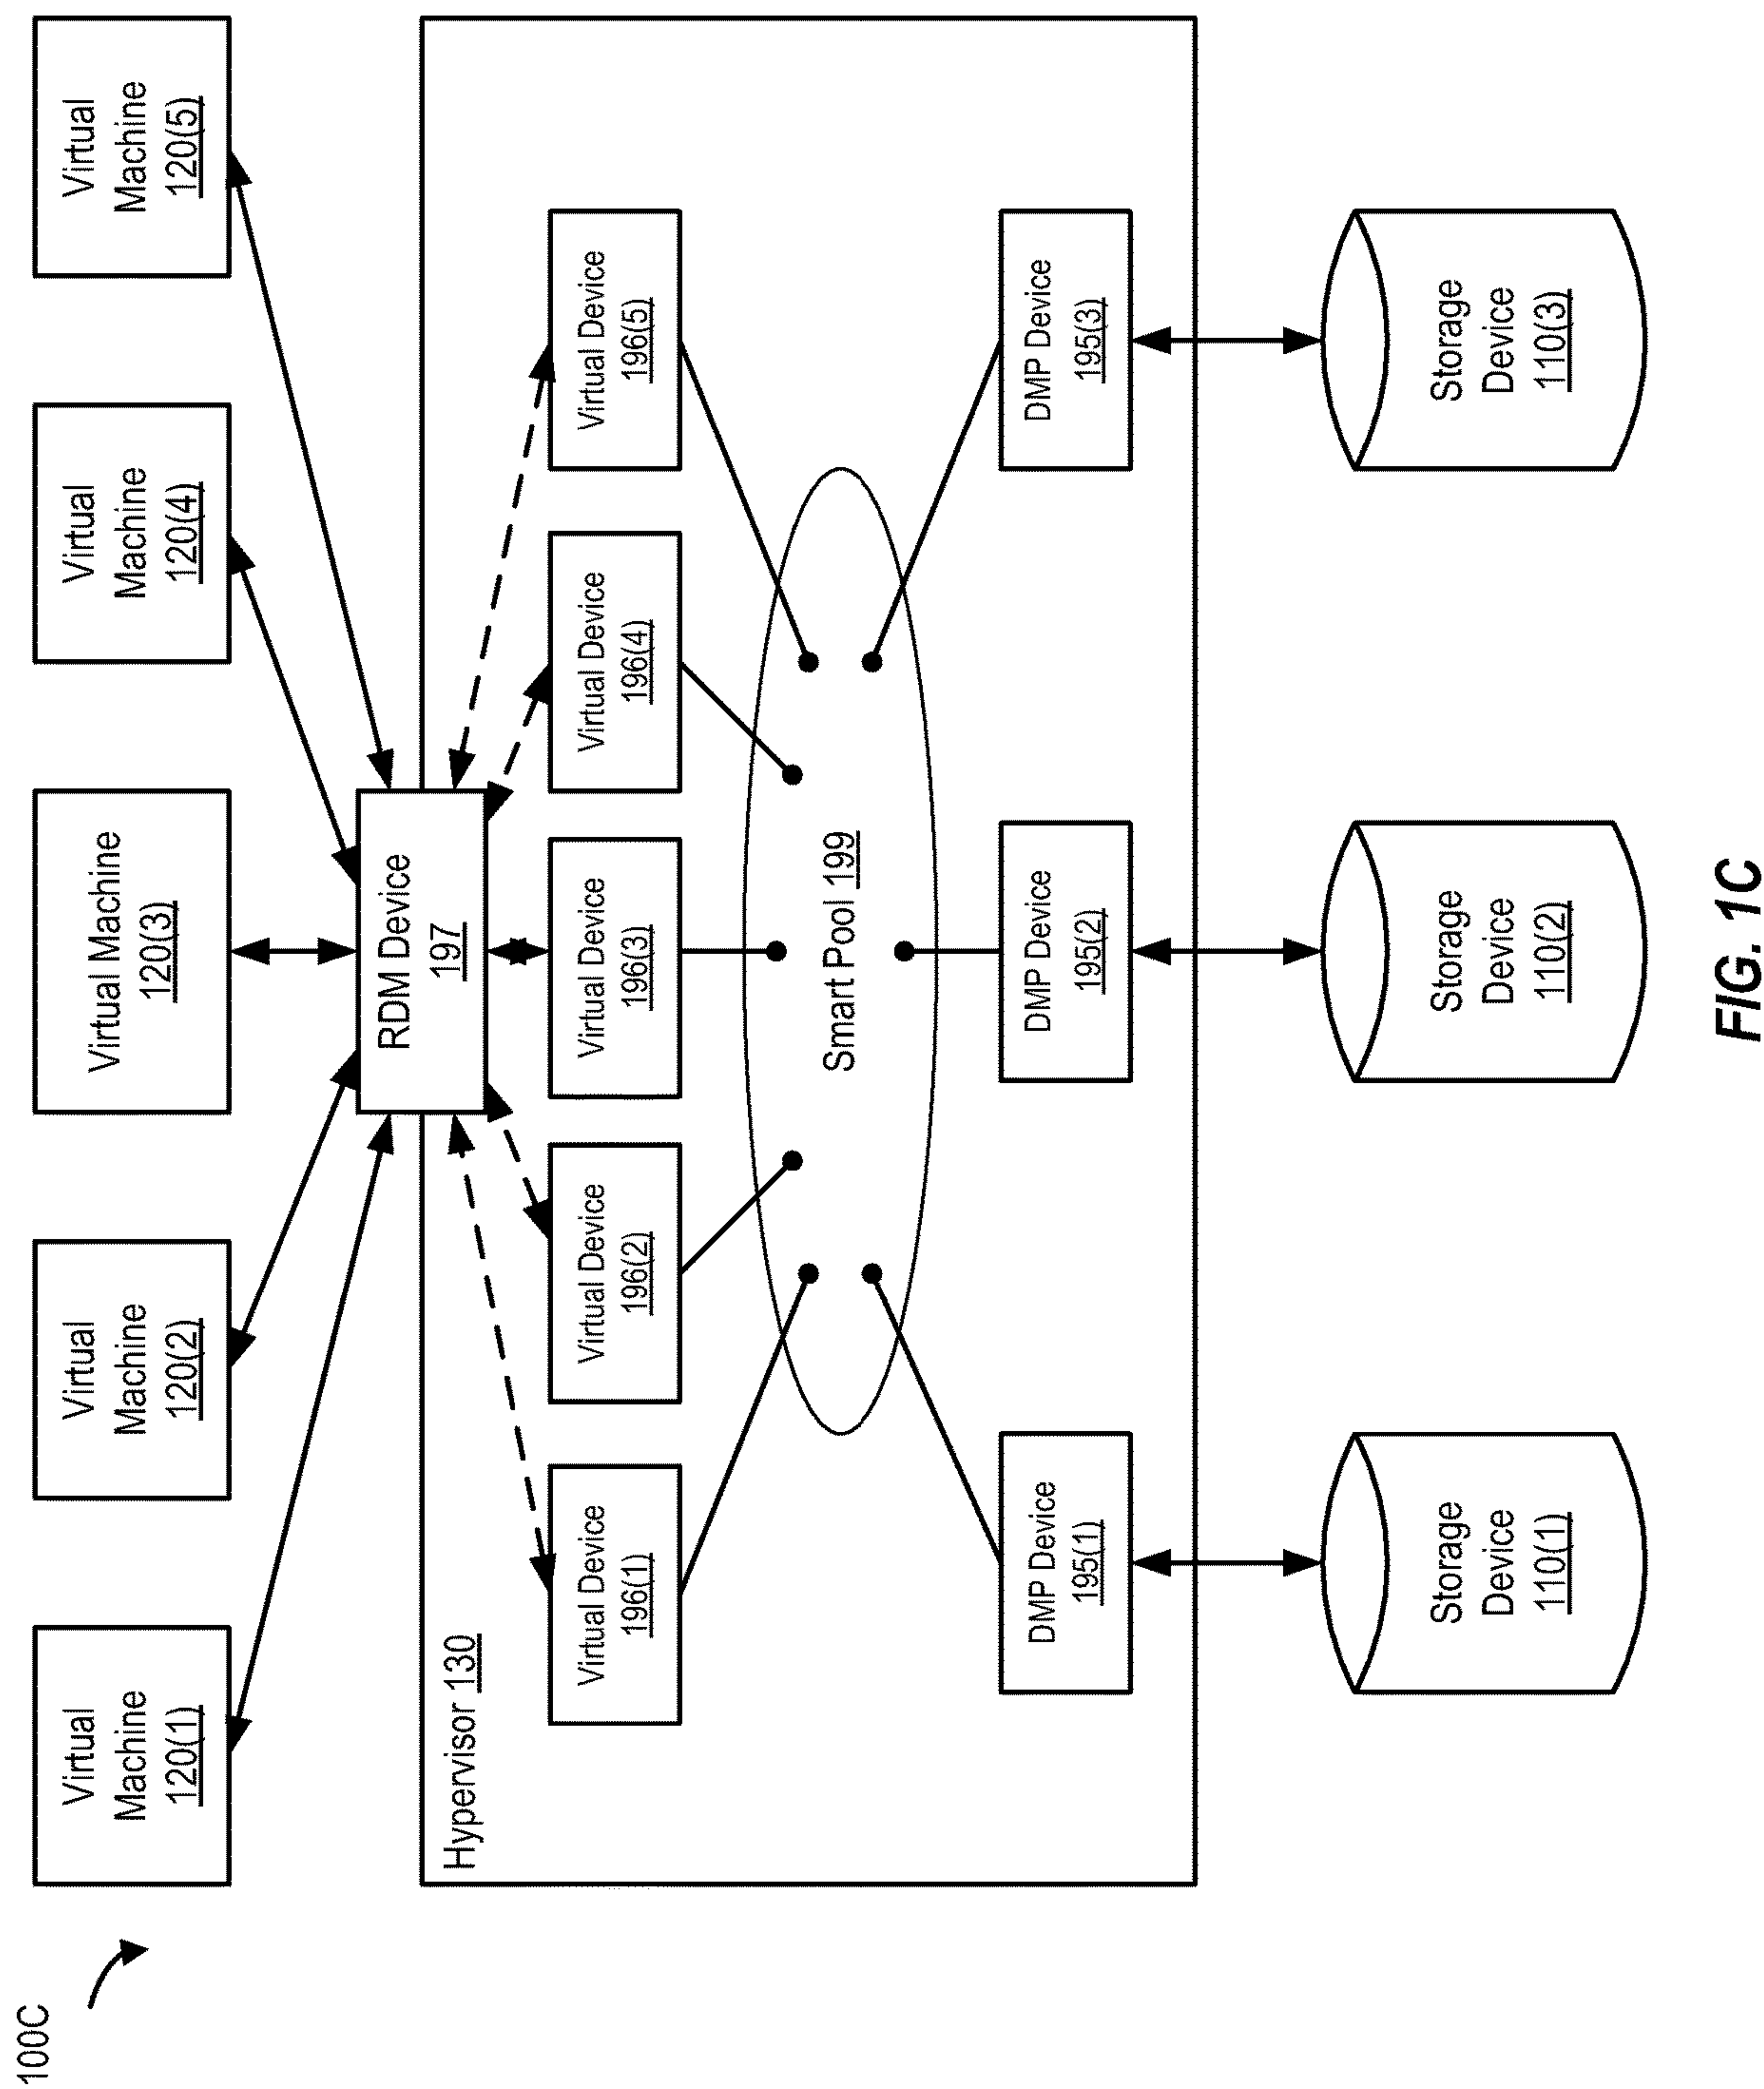 100C
Virtual
Machine
120(1)
Virtual
Machine
120(2)
Virtual Machine
120(3)
Virtual
Machine
120(4)
Virtual
Machine
120(5)
RDM Device
197
Hypervisor 130
Virtual Device
196(1)
Virtual Device
196(2)
Virtual Device
196(3)
Virtual Device
196(4)
Virtual Device
196(5)
Smart Pool 199
DMP Device
195(1)
DMP Device
195(2)
DMP Device
195(3)
Storage
Device
110(1)
Storage
Device
110(2)
Storage
Device
110(3)
FIG. 1C